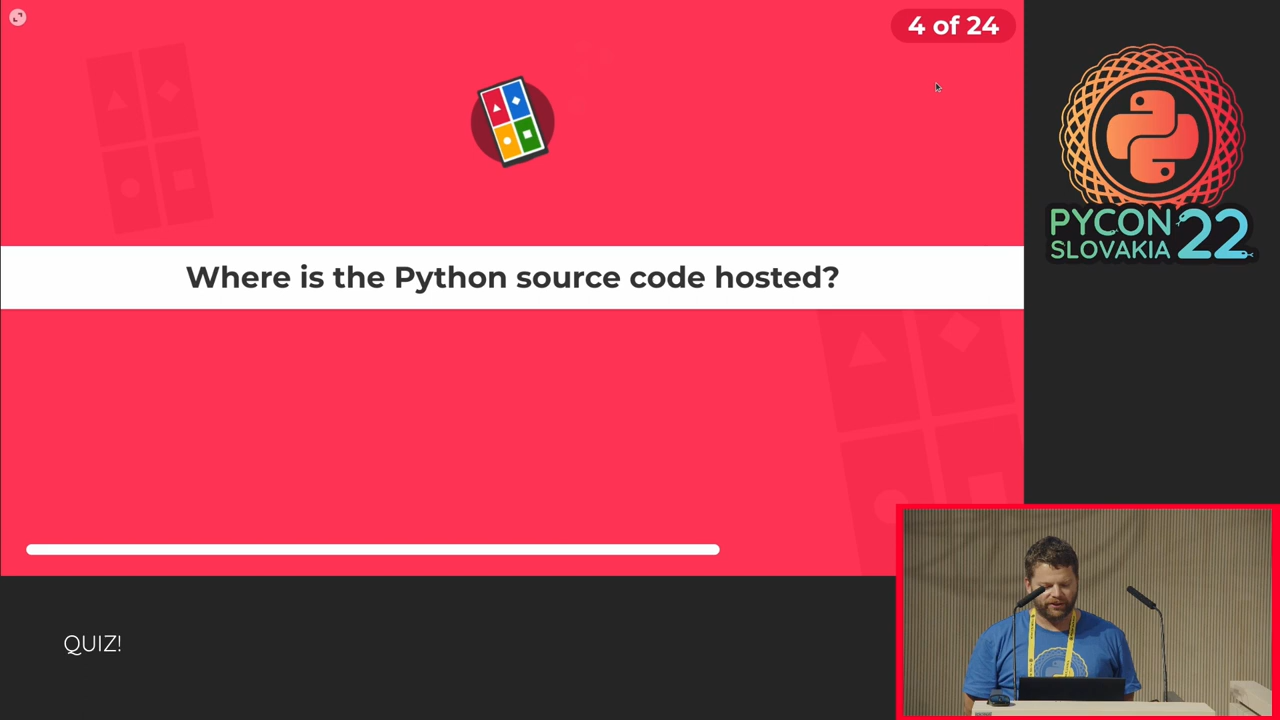 4 of 24
Where is the Python source code hosted?
PYCON
SLOVAKIA
22
QUIZ!